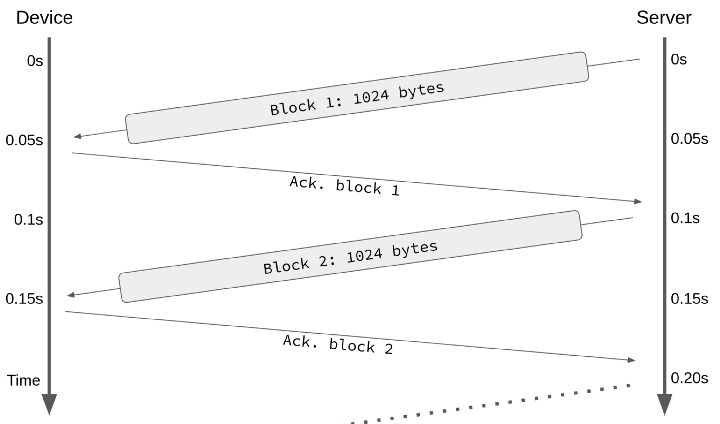 Device
Server
0s
0s
Block 1: 1024 bytes
0.05s
0.05s
Ack. block 1
0.1s
0.1s
Block 2: 1024 bytes
0.15s
0.15s
Ack. block 2
Time
0.20s